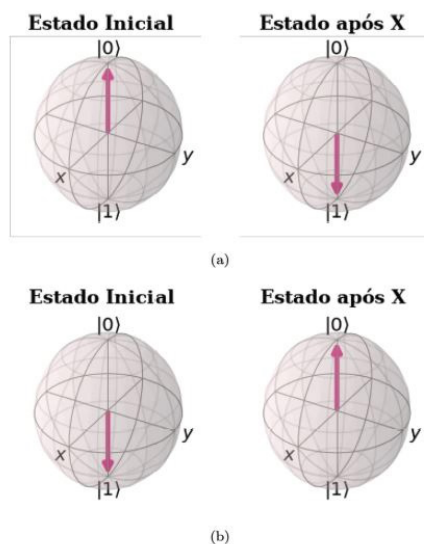 Estado Inicial Estado após X
|0⟩ |0⟩
x y x y
|1⟩ |1⟩
(a)
Estado Inicial Estado após X
|0⟩ |0⟩
x y x y
|1⟩ |1⟩
(b)